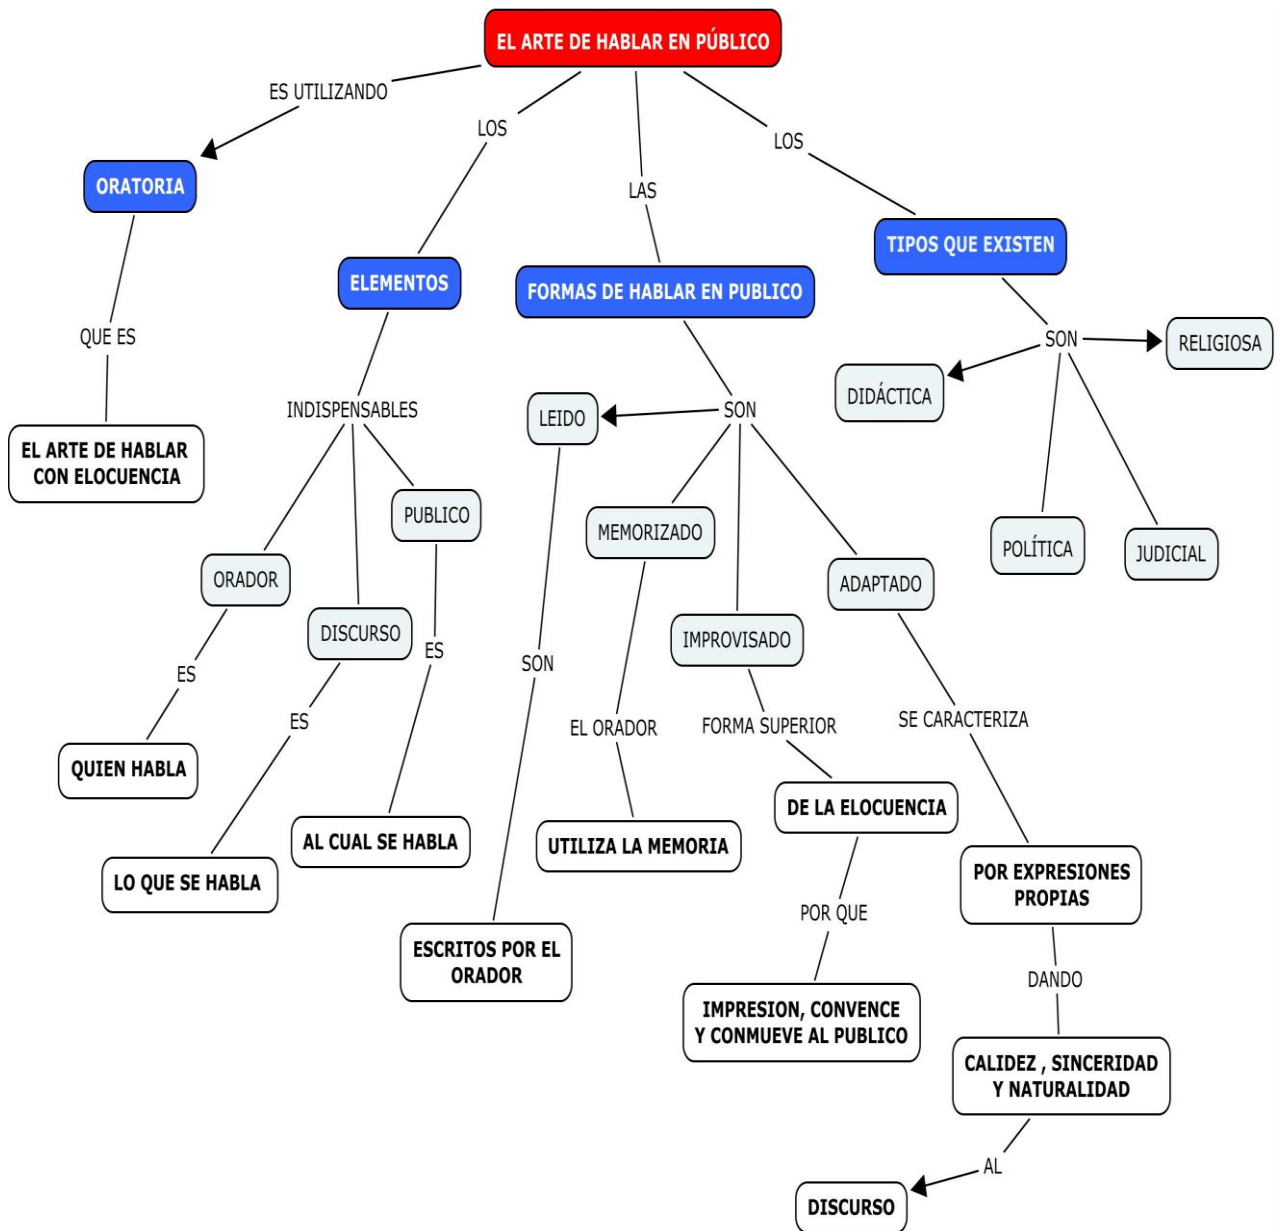 EL ARTE DE HABLAR EN PÚBLICO
ES UTILIZANDO
LOS
LOS
LAS
ORATORIA
TIPOS QUE EXISTEN
ELEMENTOS
FORMAS DE HABLAR EN PUBLICO
QUE ES
SON
RELIGIOSA
DIDÁCTICA
INDISPENSABLES
LEIDO
SON
EL ARTE DE HABLAR
CON ELOCUENCIA
PUBLICO
MEMORIZADO
POLÍTICA
JUDICIAL
ORADOR
ADAPTADO
DISCURSO
IMPROVISADO
ES
SON
ES
ES
EL ORADOR
FORMA SUPERIOR
SE CARACTERIZA
QUIEN HABLA
DE LA ELOCUENCIA
AL CUAL SE HABLA
UTILIZA LA MEMORIA
LO QUE SE HABLA
POR EXPRESIONES
PROPIAS
POR QUE
ESCRITOS POR EL
ORADOR
DANDO
IMPRESION, CONVENCE
Y CONMUEVE AL PUBLICO
CALIDEZ , SINCERIDAD
Y NATURALIDAD
AL
DISCURSO